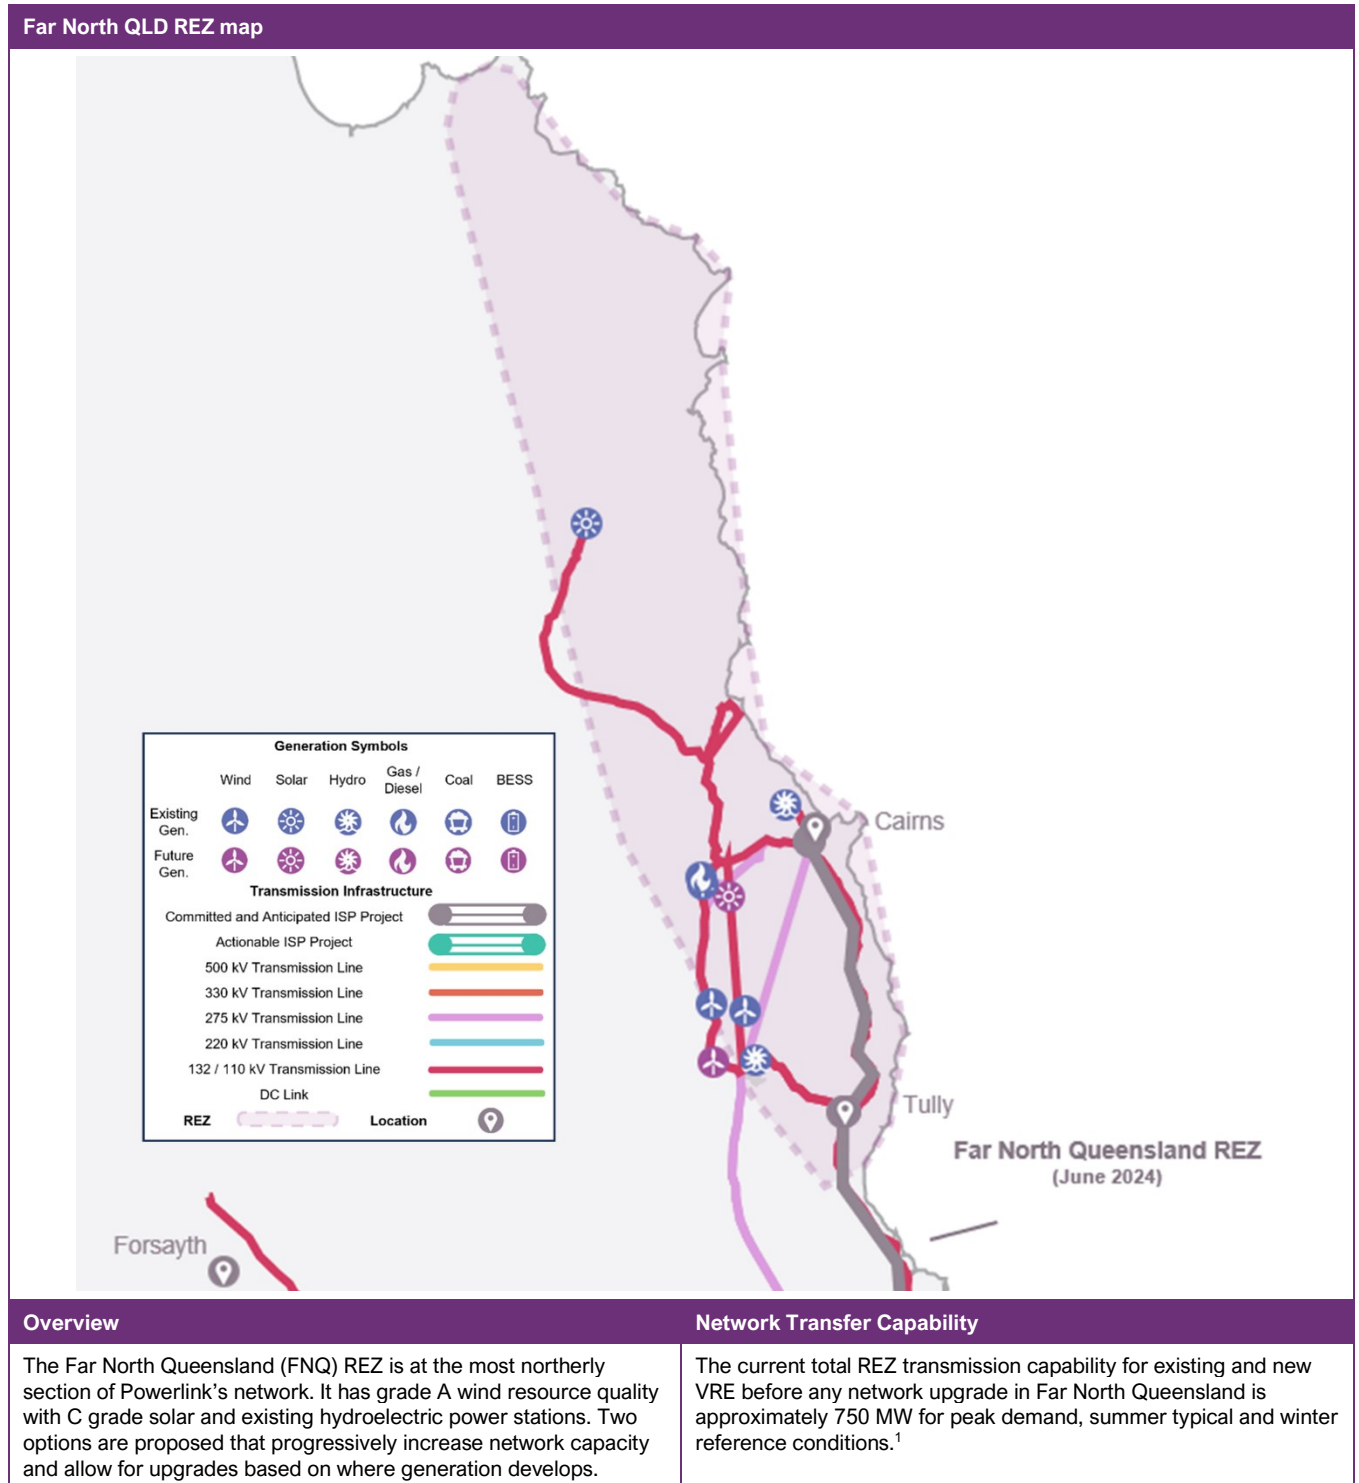 Far North QLD REZ map
Cairns
Generation Symbols
Wind Solar Hydro Gas / Diesel Coal BESS
Existing Gen.
Future Gen.
Transmission Infrastructure
Committed and Anticipated ISP Project
Actionable ISP Project
500 kV Transmission Line
330 kV Transmission Line
275 kV Transmission Line
220 kV Transmission Line
132 / 110 kV Transmission Line
DC Link
REZ Location
Tully
Far North Queensland REZ
(June 2024)
Forsayth
Overview
The Far North Queensland (FNQ) REZ is at the most northerly
section of Powerlink's network. It has grade A wind resource quality
with C grade solar and existing hydroelectric power stations. Two
options are proposed that progressively increase network capacity
and allow for upgrades based on where generation develops.
Network Transfer Capability
The current total REZ transmission capability for existing and new
VRE before any network upgrade in Far North Queensland is
approximately 750 MW for peak demand, summer typical and winter
reference conditions.1